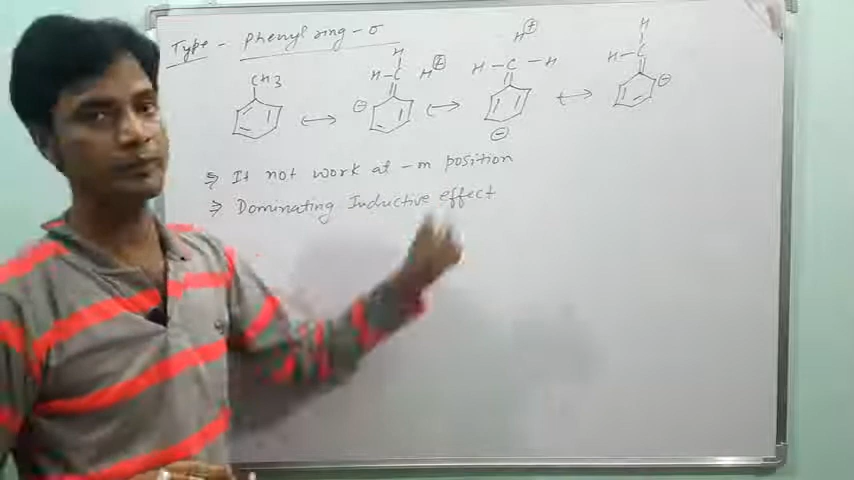 Type - phenyl ring - σ
CH3 H H ⊕ H ⊕ H
H - C H - C - H H - C
⊖ ⊖ ⊖
⇒ It not work at -m position
⇒ Dominating Inductive effect